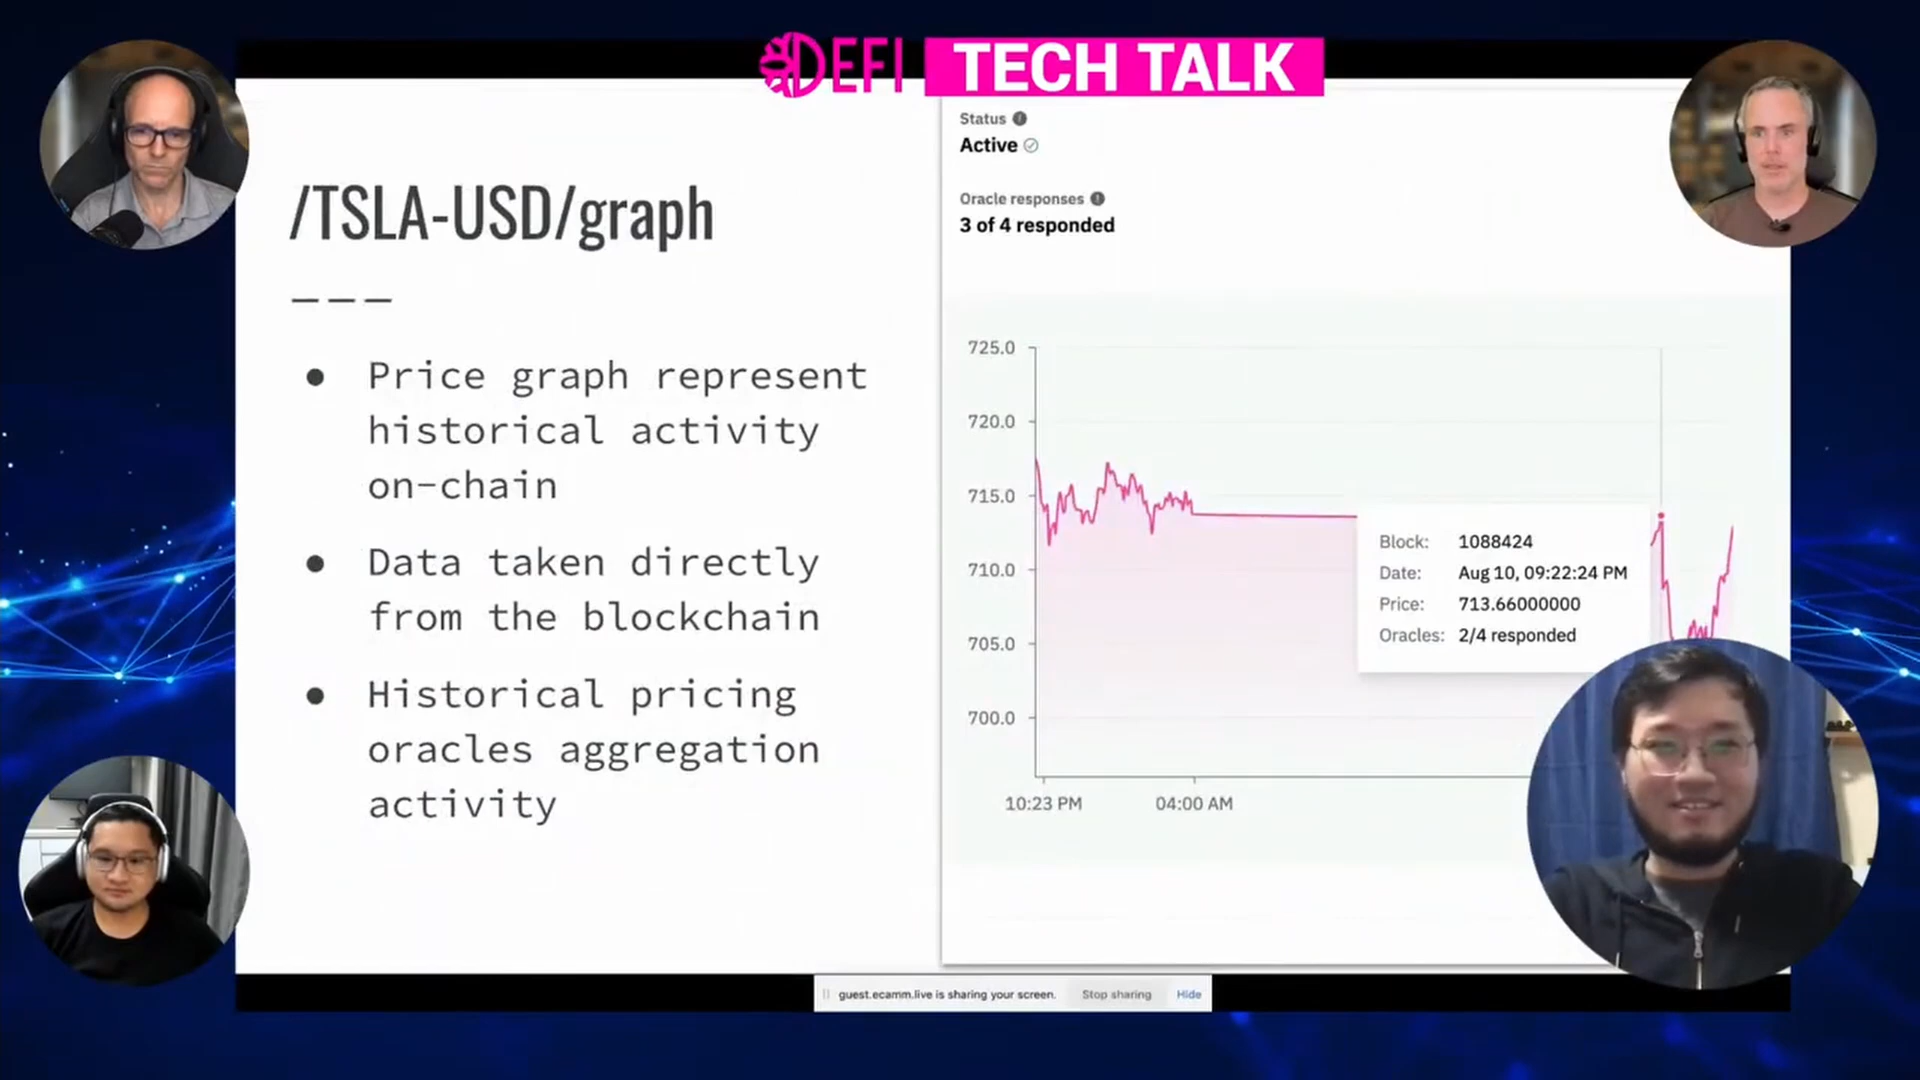 DEFI TECH TALK
/TSLA-USD/graph
● Price graph represent
historical activity
on-chain
● Data taken directly
from the blockchain
● Historical pricing
oracles aggregation
activity
Status
Active
Oracle responses
3 of 4 responded
725.0
720.0
715.0
710.0
705.0
700.0
Block: 1088424
Date: Aug 10, 09:22:24 PM
Price: 713.66000000
Oracles: 2/4 responded
10:23 PM 04:00 AM
guest.ecamm.live is sharing your screen. Stop sharing Hide